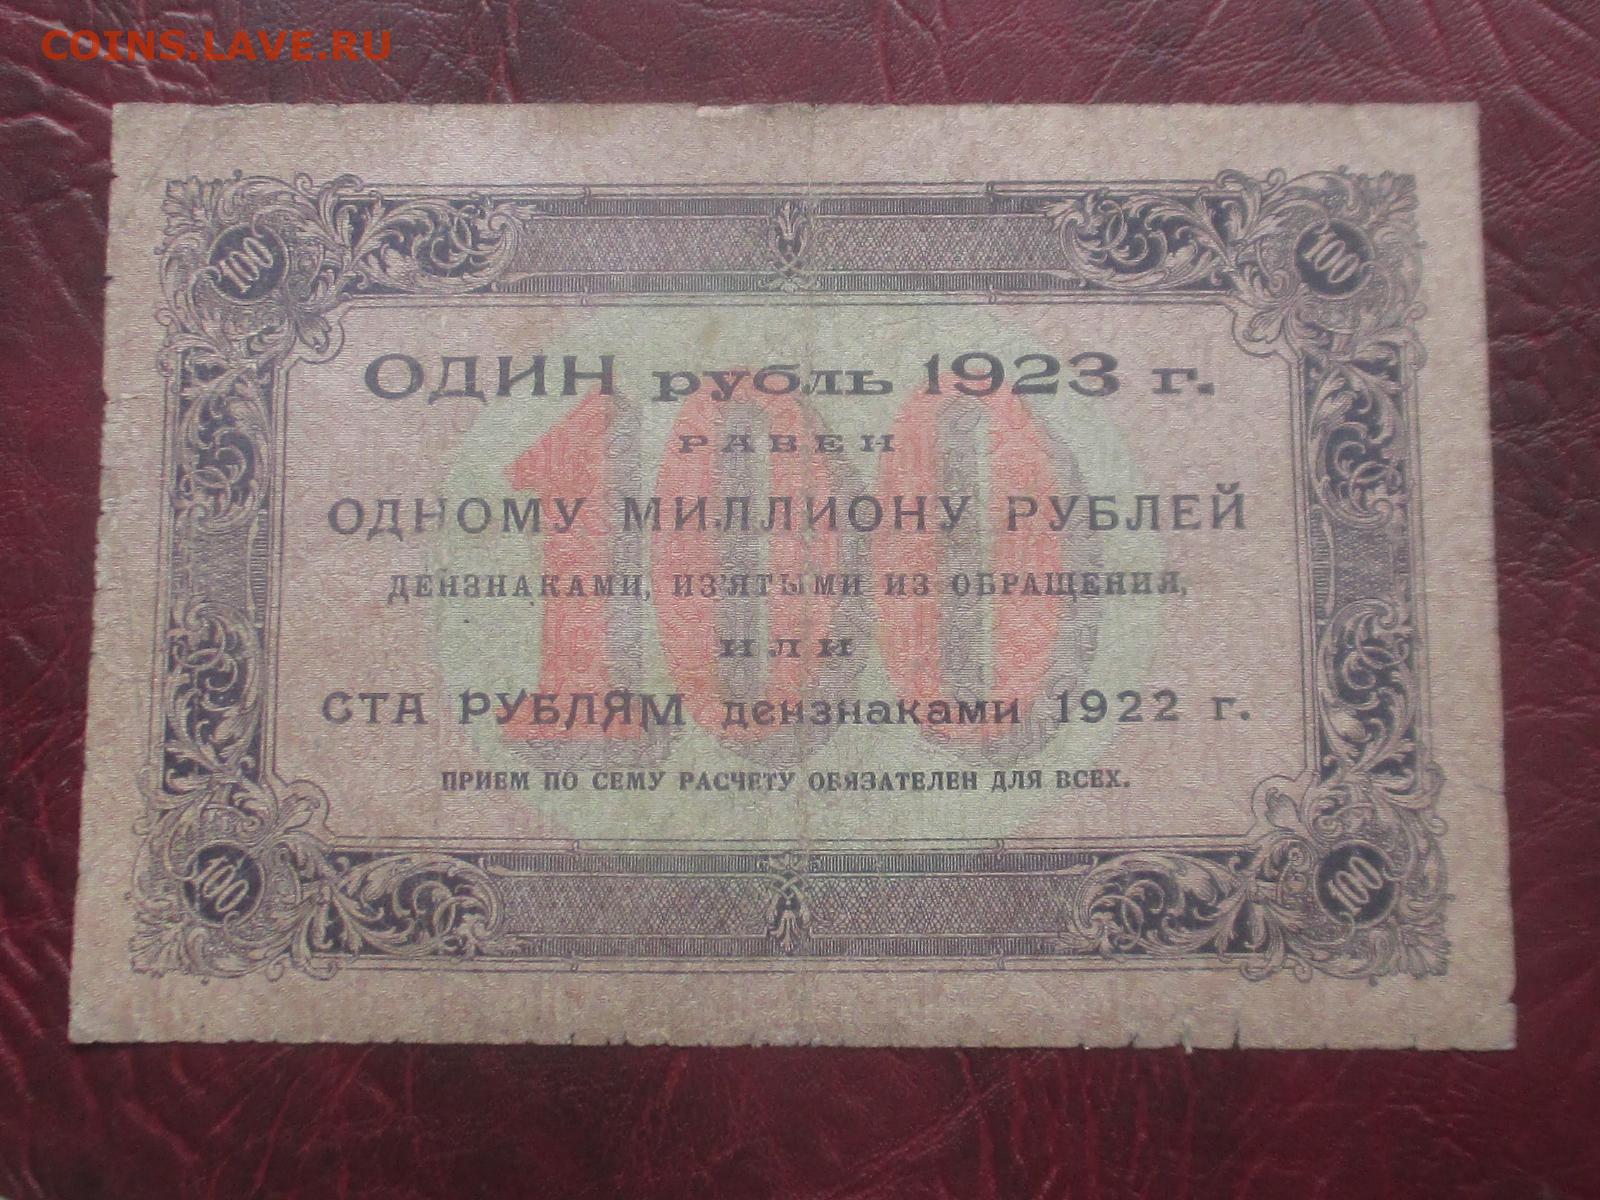 COINS.LAVE.RU
100 100
ОДИН рубль 1923 г.
РАВЕН
ОДНОМУ МИЛЛИОНУ РУБЛЕЙ
ДЕНЗНАКАМИ, ИЗ'ЯТЫМИ ИЗ ОБРАЩЕНИЯ,
ИЛИ
СТА РУБЛЯМ дензнаками 1922 г.
ПРИЕМ ПО СЕМУ РАСЧЕТУ ОБЯЗАТЕЛЕН ДЛЯ ВСЕХ.
100
100 100